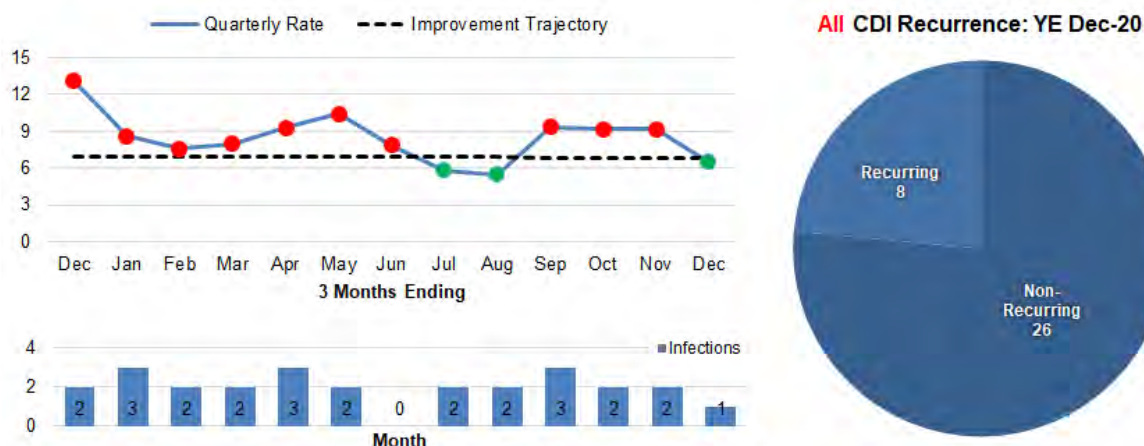 Quarterly Rate Improvement Trajectory
15
12
9
6
3
0
Dec Jan Feb Mar Apr May Jun Jul Aug Sep Oct Nov Dec
3 Months Ending
4
2
0
Infections
2 3 2 2 3 2 0 2 2 3 2 2 1
Month
All CDI Recurrence: YE Dec-20
Recurring
8
Non-
Recurring
26